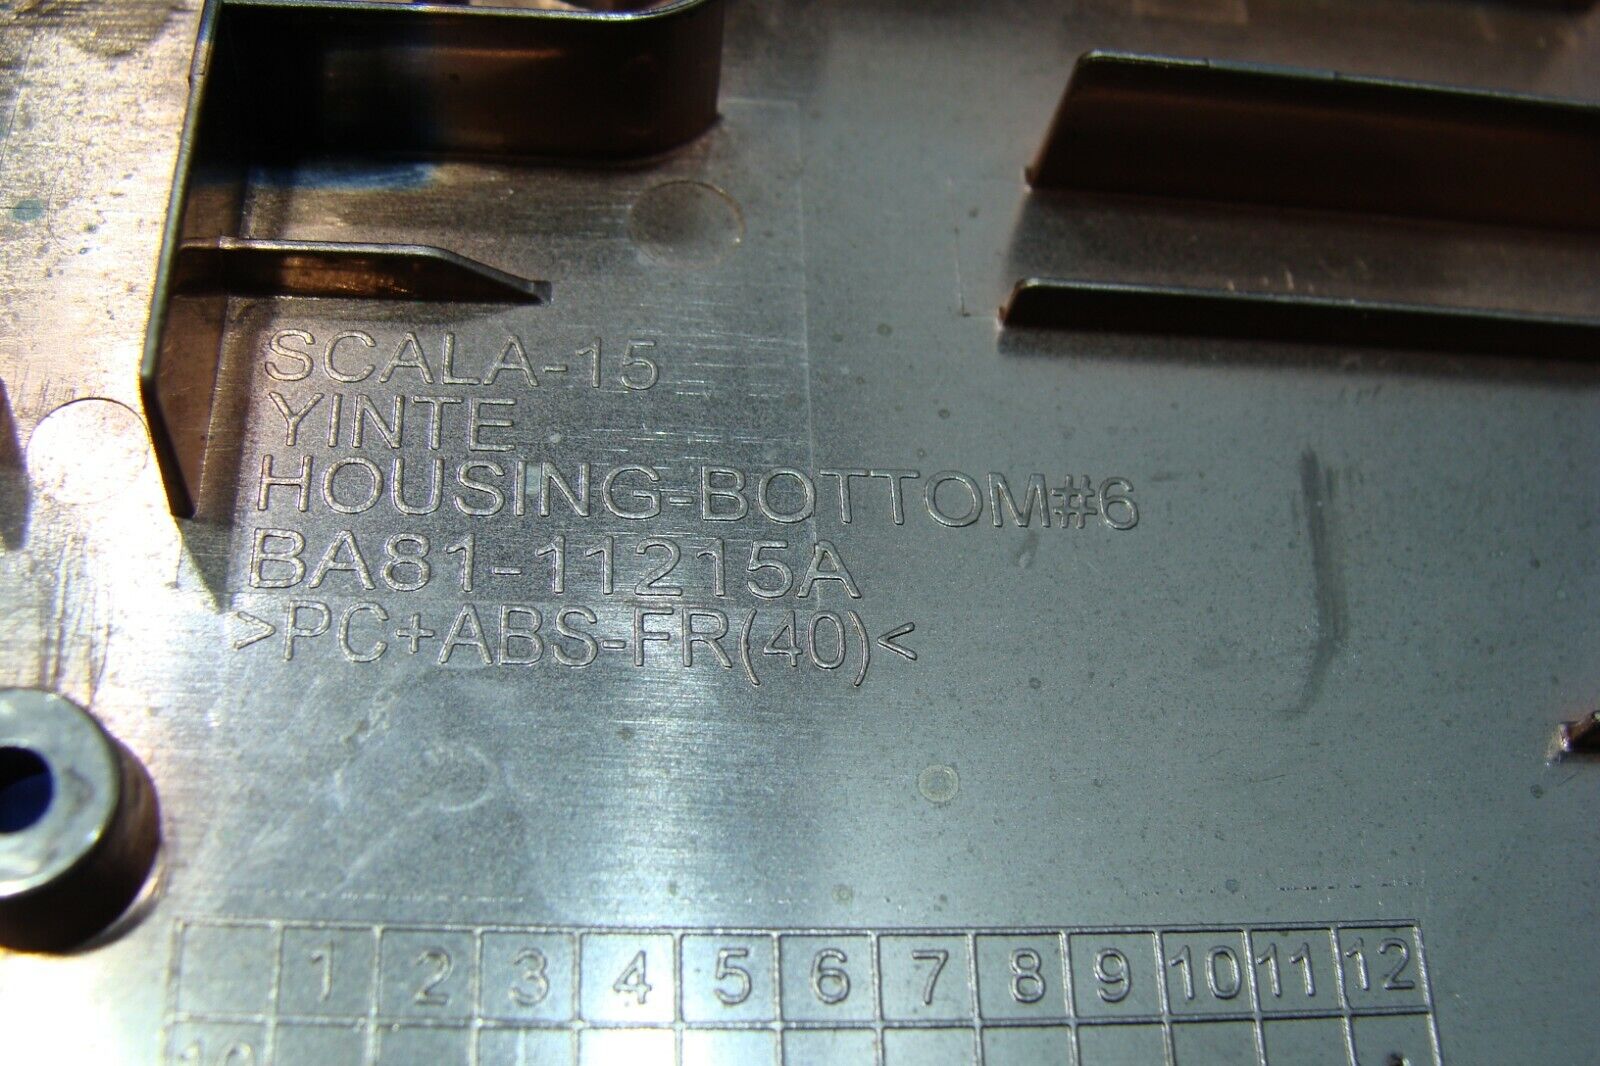 SCALA-15
YINTE
HOUSING-BOTTOM#6
BA81-11215A
>PC+ABS-FR(40)<
1 2 3 4 5 6 7 8 9 10 11 12